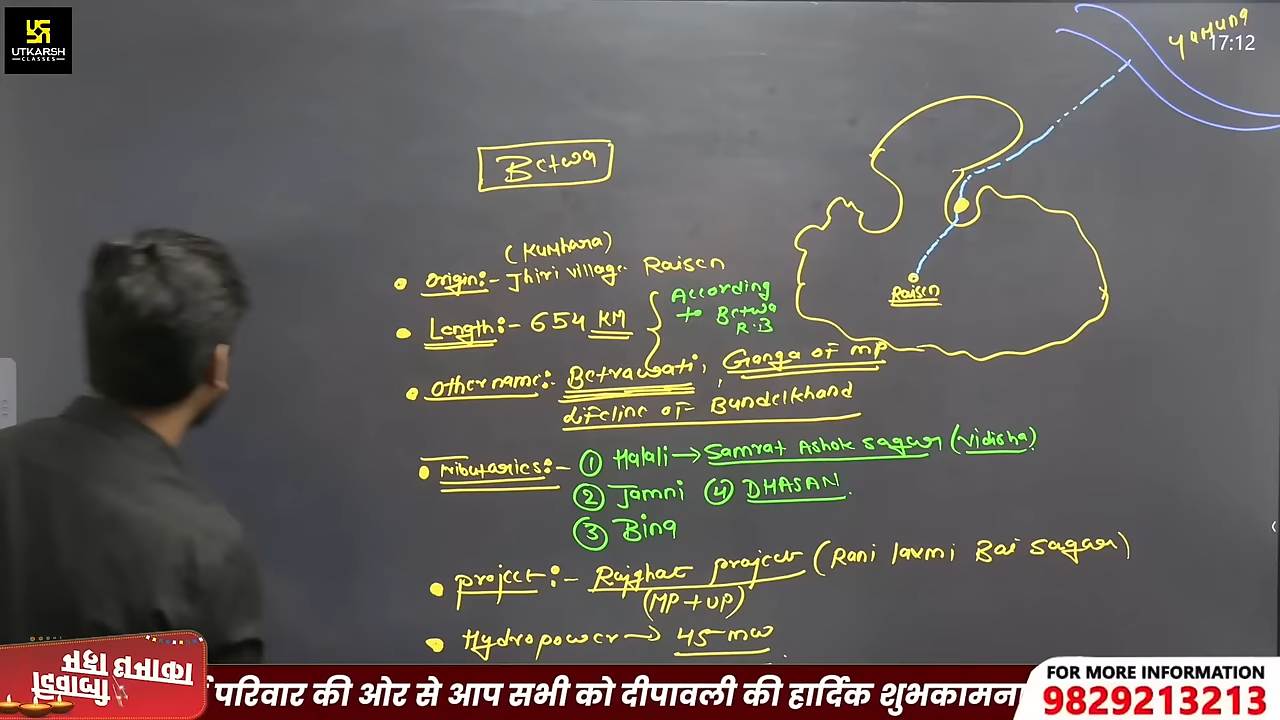 UTKARSH
CLASSES
Yamuna
17:12
Betwa
(Kumhara)
• Origin:- Jhiri village Raisen
• Length:- 654 KM
According
to Betwa
R.B
Raisen
• Other name:- Betrawati, Ganga of MP
Lifeline of Bundelkhand
• Tributaries:- ① Halali → Samrat Ashok Sagar (Vidisha)
② Jamni ④ DHASAN
③ Bina
• project:- Rajghat project (Rani laxmi Bai Sagar)
(MP+UP)
• Hydropower → 45 mw
परिवार की ओर से आप सभी को दीपावली की हार्दिक शुभकामना
FOR MORE INFORMATION
9829213213